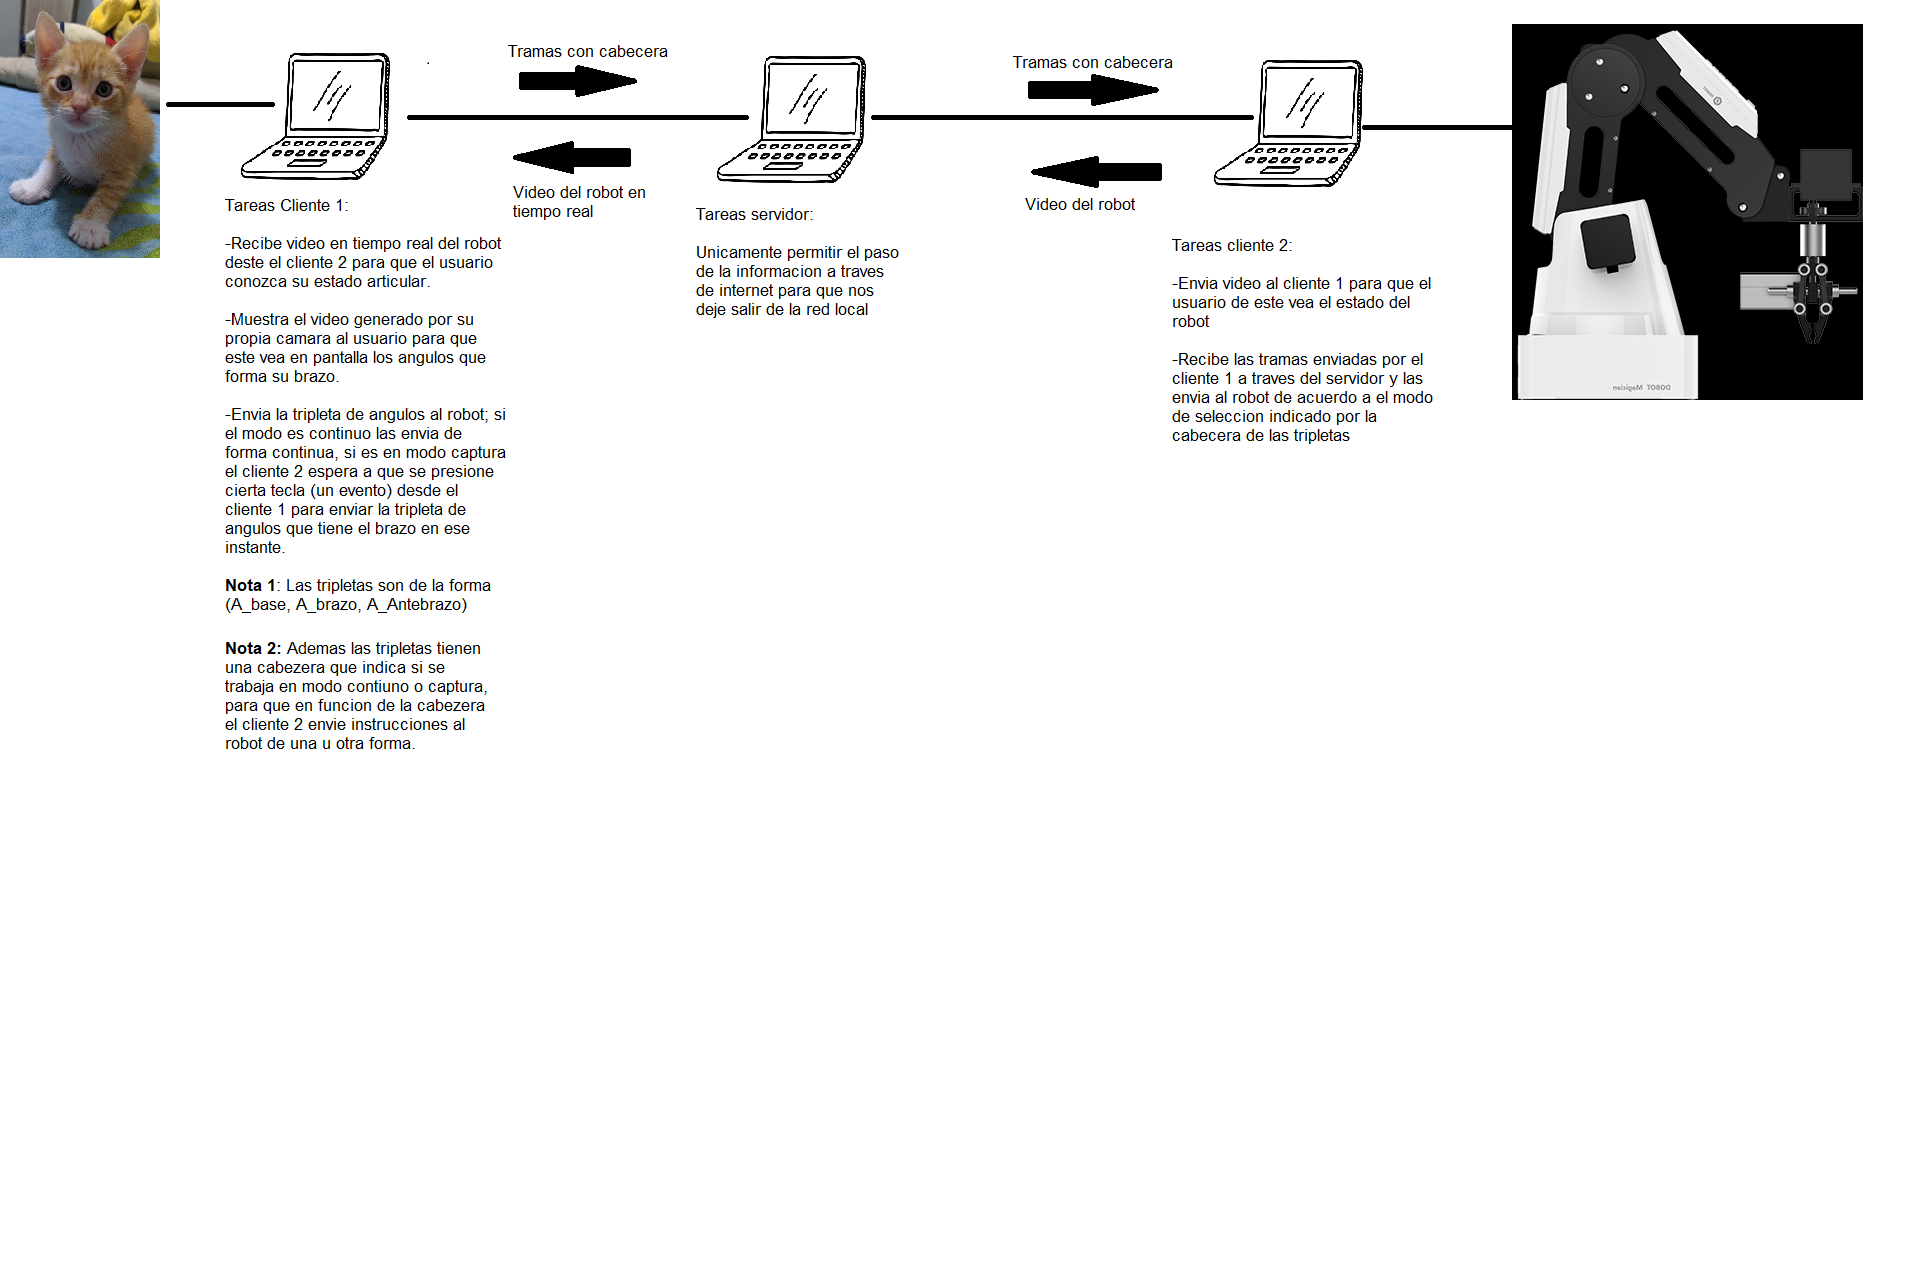 Tramas con cabecera
Video del robot en
tiempo real
Tramas con cabecera
Video del robot
Tareas Cliente 1:
-Recibe video en tiempo real del robot
deste el cliente 2 para que el usuario
conozca su estado articular.
-Muestra el video generado por su
propia camara al usuario para que
este vea en pantalla los angulos que
forma su brazo.
-Envia la tripleta de angulos al robot; si
el modo es continuo las envia de
forma continua, si es en modo captura
el cliente 2 espera a que se presione
cierta tecla (un evento) desde el
cliente 1 para enviar la tripleta de
angulos que tiene el brazo en ese
instante.
Nota 1: Las tripletas son de la forma
(A_base, A_brazo, A_Antebrazo)
Nota 2: Ademas las tripletas tienen
una cabezera que indica si se
trabaja en modo contiuno o captura,
para que en funcion de la cabezera
el cliente 2 envie instrucciones al
robot de una u otra forma.
Tareas servidor:
Unicamente permitir el paso
de la informacion a traves
de internet para que nos
deje salir de la red local
Tareas cliente 2:
-Envia video al cliente 1 para que el
usuario de este vea el estado del
robot
-Recibe las tramas enviadas por el
cliente 1 a traves del servidor y las
envia al robot de acuerdo a el modo
de seleccion indicado por la
cabecera de las tripletas
DOBOT Magician